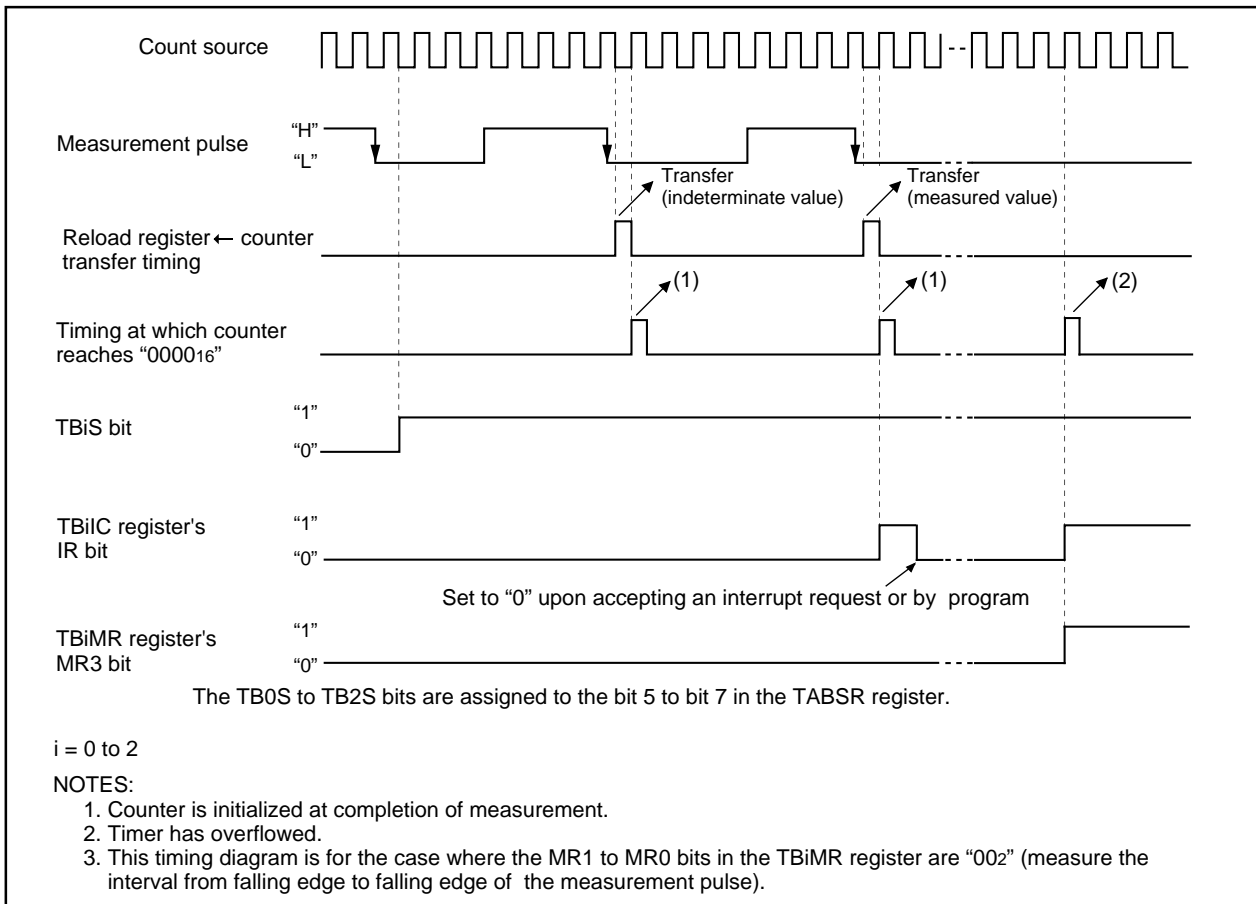 Count source
Measurement pulse
“H”
“L”
Transfer
(indeterminate value)
Transfer
(measured value)
Reload register ← counter
transfer timing
(1)
(1)
(2)
Timing at which counter
reaches “000016”
TBiS bit
“1”
“0”
TBiIC register's
IR bit
“1”
“0”
Set to “0” upon accepting an interrupt request or by program
TBiMR register's
MR3 bit
“1”
“0”
The TB0S to TB2S bits are assigned to the bit 5 to bit 7 in the TABSR register.
i = 0 to 2
NOTES:
1. Counter is initialized at completion of measurement.
2. Timer has overflowed.
3. This timing diagram is for the case where the MR1 to MR0 bits in the TBiMR register are “002” (measure the
interval from falling edge to falling edge of the measurement pulse).